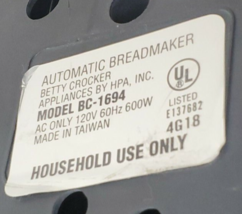 AUTOMATIC BREADMAKER
BETTY CROCKER
APPLIANCES BY HPA, INC.
MODEL BC-1694
AC ONLY 120V 60Hz 600W
MADE IN TAIWAN
UL
®
LISTED
E137682
4G18
HOUSEHOLD USE ONLY